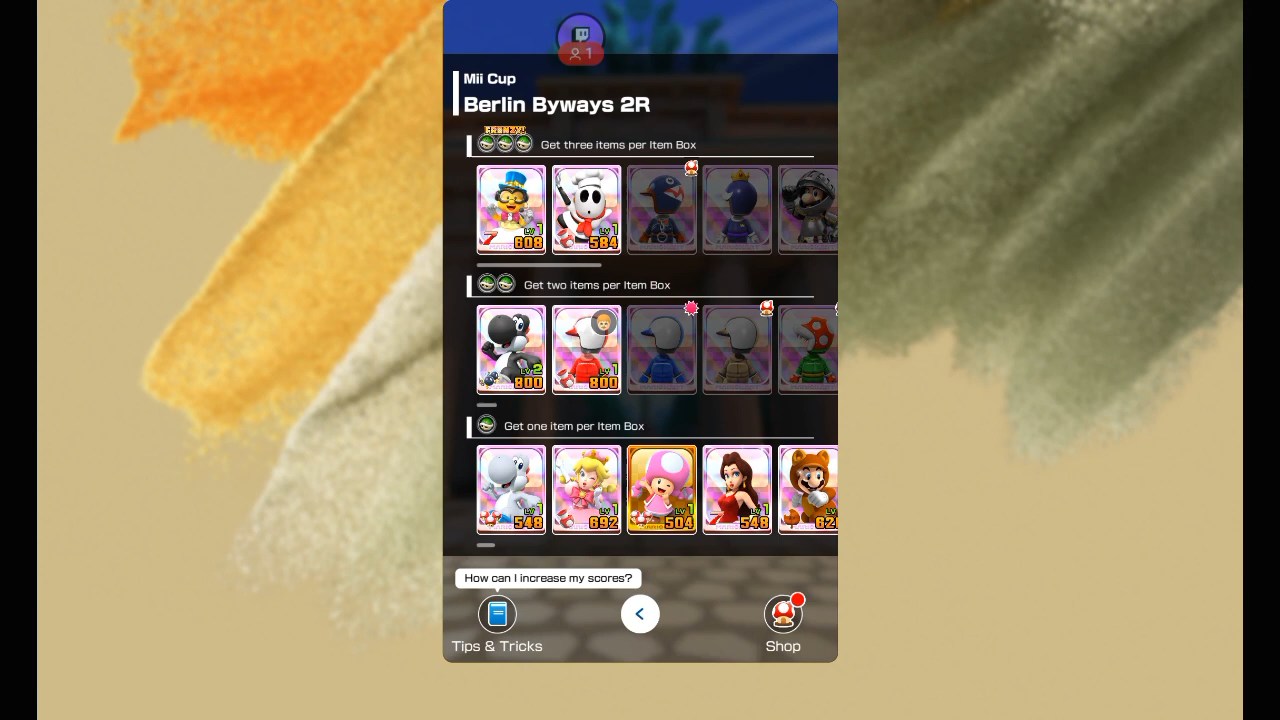 1
Mii Cup
Berlin Byways 2R
FRENZY!
Get three items per Item Box
LV 1
608
LV 1
584
Get two items per Item Box
LV 2
800
LV 1
800
Get one item per Item Box
LV 1
548
LV 1
692
LV 1
504
LV 1
548
How can I increase my scores?
Tips & Tricks
Shop